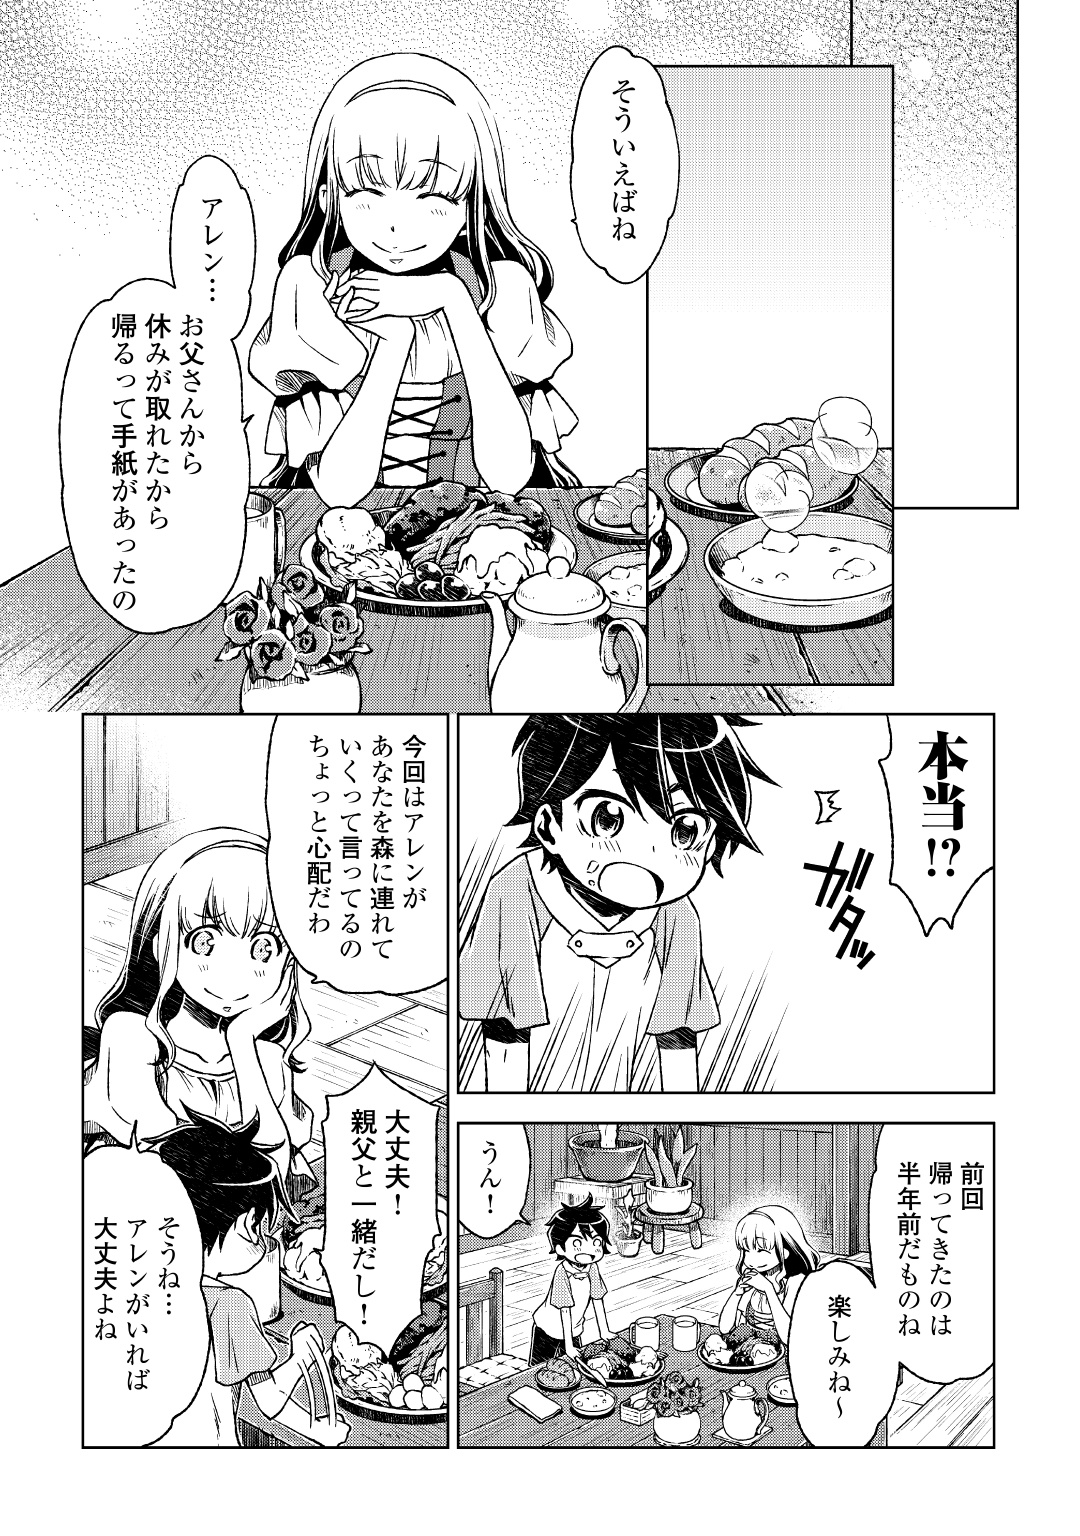 そういえばね
アレン…
お父さんから
休みが取れたから
帰るって手紙があったの
本当!?
ガタッ
今回はアレンが
あなたを森に連れて
いくって言ってるの
ちょっと心配だわ
前回
帰ってきたのは
半年前だものね
楽しみね～
うん！
大丈夫！
親父と一緒だし！
そうね…
アレンがいれば
大丈夫よね